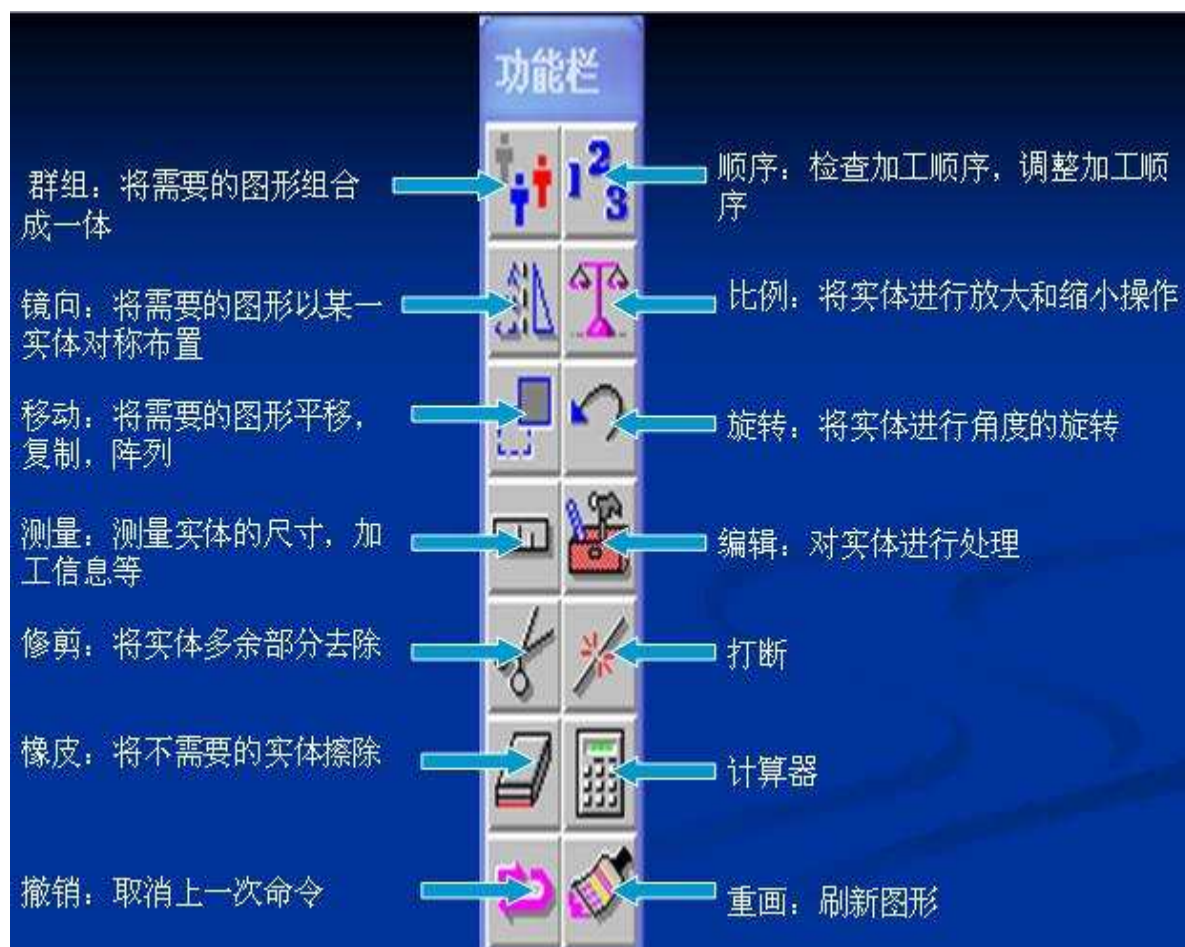 功能栏
群组：将需要的图形组合
成一体
顺序：检查加工顺序，调整加工顺
序
镜向：将需要的图形以某一
实体对称布置
比例：将实体进行放大和缩小操作
移动：将需要的图形平移，
复制，阵列
旋转：将实体进行角度的旋转
测量：测量实体的尺寸，加
工信息等
编辑：对实体进行处理
修剪：将实体多余部分去除
打断
橡皮：将不需要的实体擦除
计算器
撤销：取消上一次命令
重画：刷新图形
1 2 3